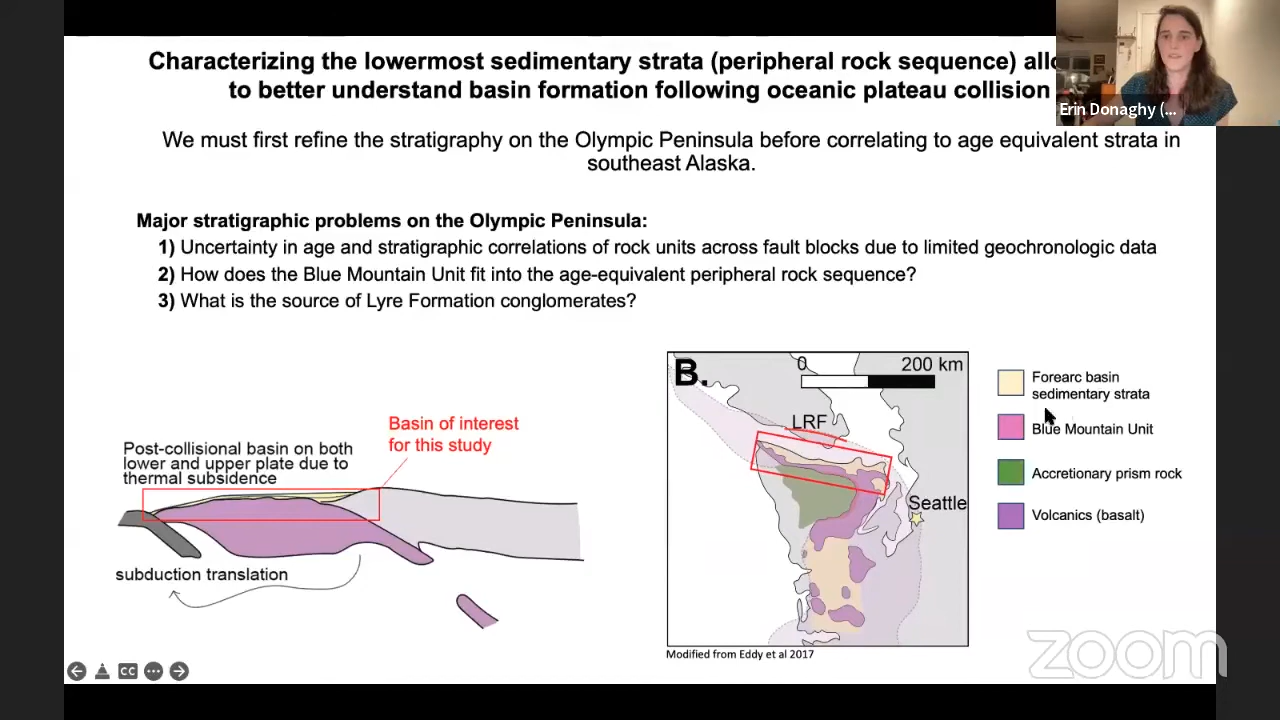 Characterizing the lowermost sedimentary strata (peripheral rock sequence)
to better understand basin formation following oceanic plateau collision
Erin Donaghy (...
We must first refine the stratigraphy on the Olympic Peninsula before correlating to age equivalent strata in
southeast Alaska.
Major stratigraphic problems on the Olympic Peninsula:
1) Uncertainty in age and stratigraphic correlations of rock units across fault blocks due to limited geochronologic data
2) How does the Blue Mountain Unit fit into the age-equivalent peripheral rock sequence?
3) What is the source of Lyre Formation conglomerates?
Basin of interest
for this study
Post-collisional basin on both
lower and upper plate due to
thermal subsidence
subduction translation
B.
0 200 km
LRF
Seattle
Modified from Eddy et al 2017
Forearc basin
sedimentary strata
Blue Mountain Unit
Accretionary prism rock
Volcanics (basalt)
CC
zoom